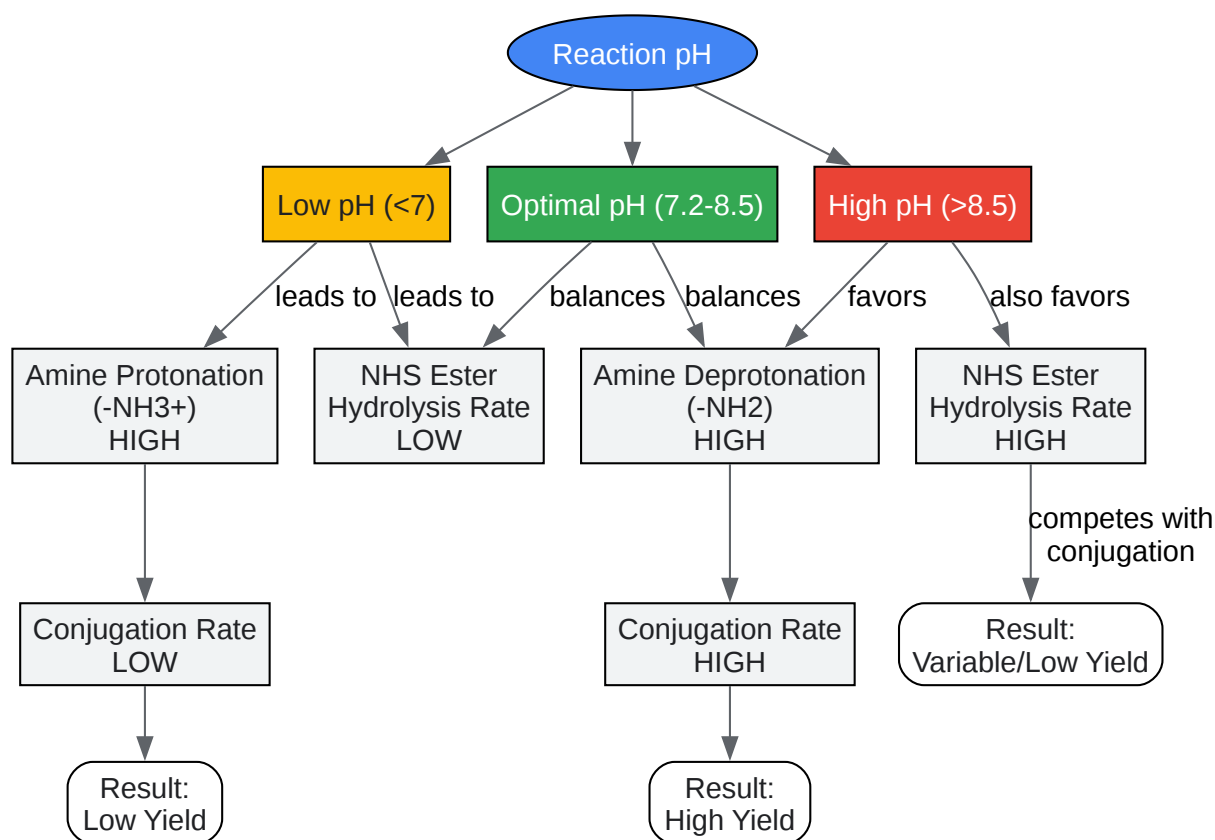 Reaction pH
Low pH (<7)
Optimal pH (7.2-8.5)
High pH (>8.5)
leads to
leads to
balances
balances
favors
also favors
Amine Protonation
(-NH3+)
HIGH
NHS Ester
Hydrolysis Rate
LOW
Amine Deprotonation
(-NH2)
HIGH
NHS Ester
Hydrolysis Rate
HIGH
competes with
conjugation
Conjugation Rate
LOW
Conjugation Rate
HIGH
Result:
Variable/Low Yield
Result:
Low Yield
Result:
High Yield